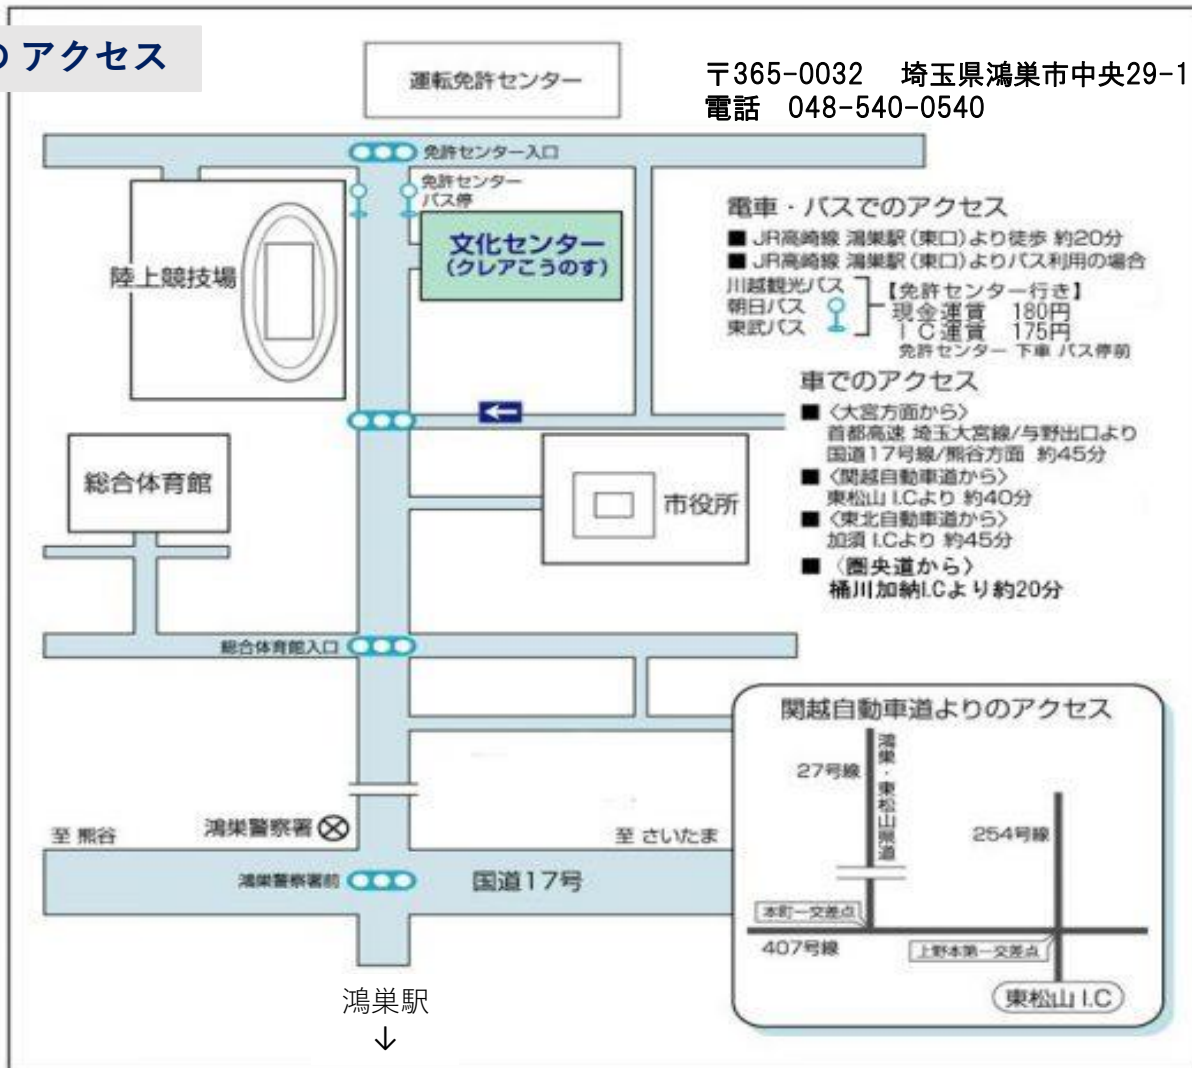 の アクセス
運転免許センター
〒365-0032 埼玉県鴻巣市中央29-1
電話 048-540-0540
免許センター入口
免許センター
バス停
文化センター
(クレアこうのす)
陸上競技場
電車・バスでのアクセス
■ JR高崎線 鴻巣駅(東口)より徒歩 約20分
■ JR高崎線 鴻巣駅(東口)よりバス利用の場合
川越観光バス
朝日バス
東武バス
【免許センター行き】
現金運賃 180円
IC運賃 175円
免許センター 下車 バス停前
車でのアクセス
■〈大宮方面から〉
首都高速 埼玉大宮線/与野出口より
国道17号線/熊谷方面 約45分
■〈関越自動車道から〉
東松山 I.Cより 約40分
■〈東北自動車道から〉
加須 I.Cより 約45分
■〈圏央道から〉
桶川加納I.Cより約20分
総合体育館
市役所
総合体育館入口
至 熊谷
鴻巣警察署
至 さいたま
鴻巣警察署前
国道17号
鴻巣駅
↓
関越自動車道よりのアクセス
27号線
鴻巣・東松山県道
254号線
本町一交差点
407号線
上野本第一交差点
東松山 I.C